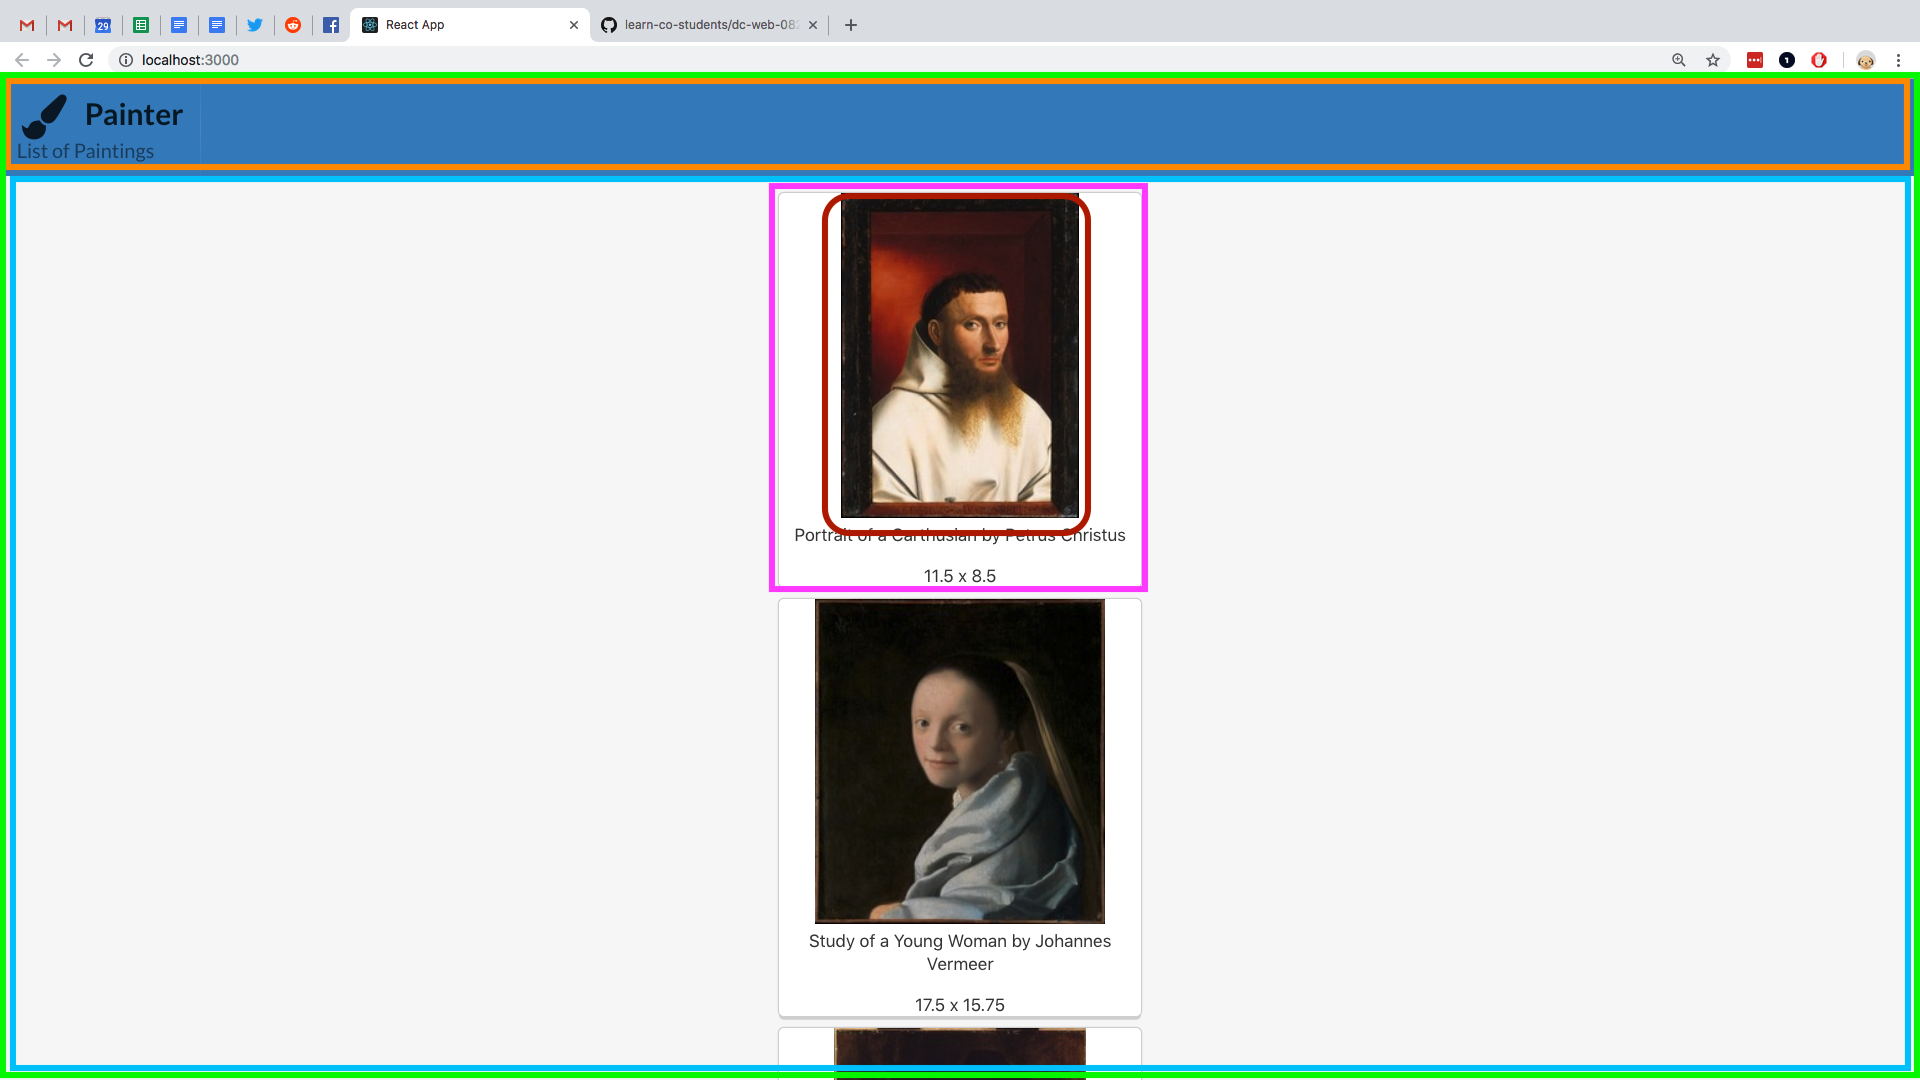 29
React App
learn-co-students/dc-web-08
localhost:3000
1
Painter
List of Paintings
Portrait of a Carthusian by Petrus Christus
11.5 x 8.5
Study of a Young Woman by Johannes
Vermeer
17.5 x 15.75